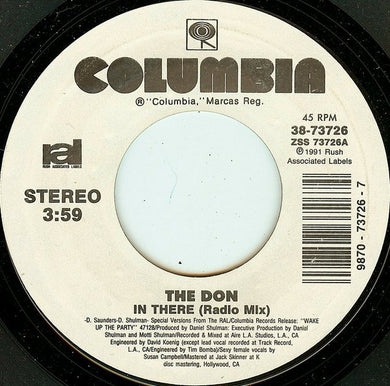 COLUMBIA
® "Columbia," Marcas Reg.
45 RPM
38-73726
ZSS 73726A
℗ 1991 Rush
Associated Labels
ral
RUSH ASSOCIATED LABELS
STEREO
3:59
9870 - 73726 - 7
THE DON
IN THERE (Radio Mix)
-D. Saunders-D. Shulman- Special Versions From The RAL/Columbia Records Release: "WAKE
UP THE PARTY" 47128/Produced by Daniel Shulman: Executive Production by Daniel
Shulman and Motti Shulman/Recorded & Mixed at Aire L.A. Studios, L.A., CA
Engineered by David Koenig (except lead vocal recorded at Track Record,
L.A., CA/Engineered by Tim Bomba)/Sexy female vocals by
Susan Campbell/Mastered at Jack Skinner at K
disc mastering, Hollywood, CA